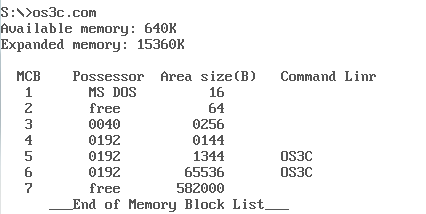 S:\>os3c.com
Available memory: 640K
Expanded memory: 15360K
MCB Possessor Area size(B) Command Linr
1 MS DOS 16
2 free 64
3 0040 0256
4 0192 0144
5 0192 1344 OS3C
6 0192 65536 OS3C
7 free 582000
___End of Memory Block List___